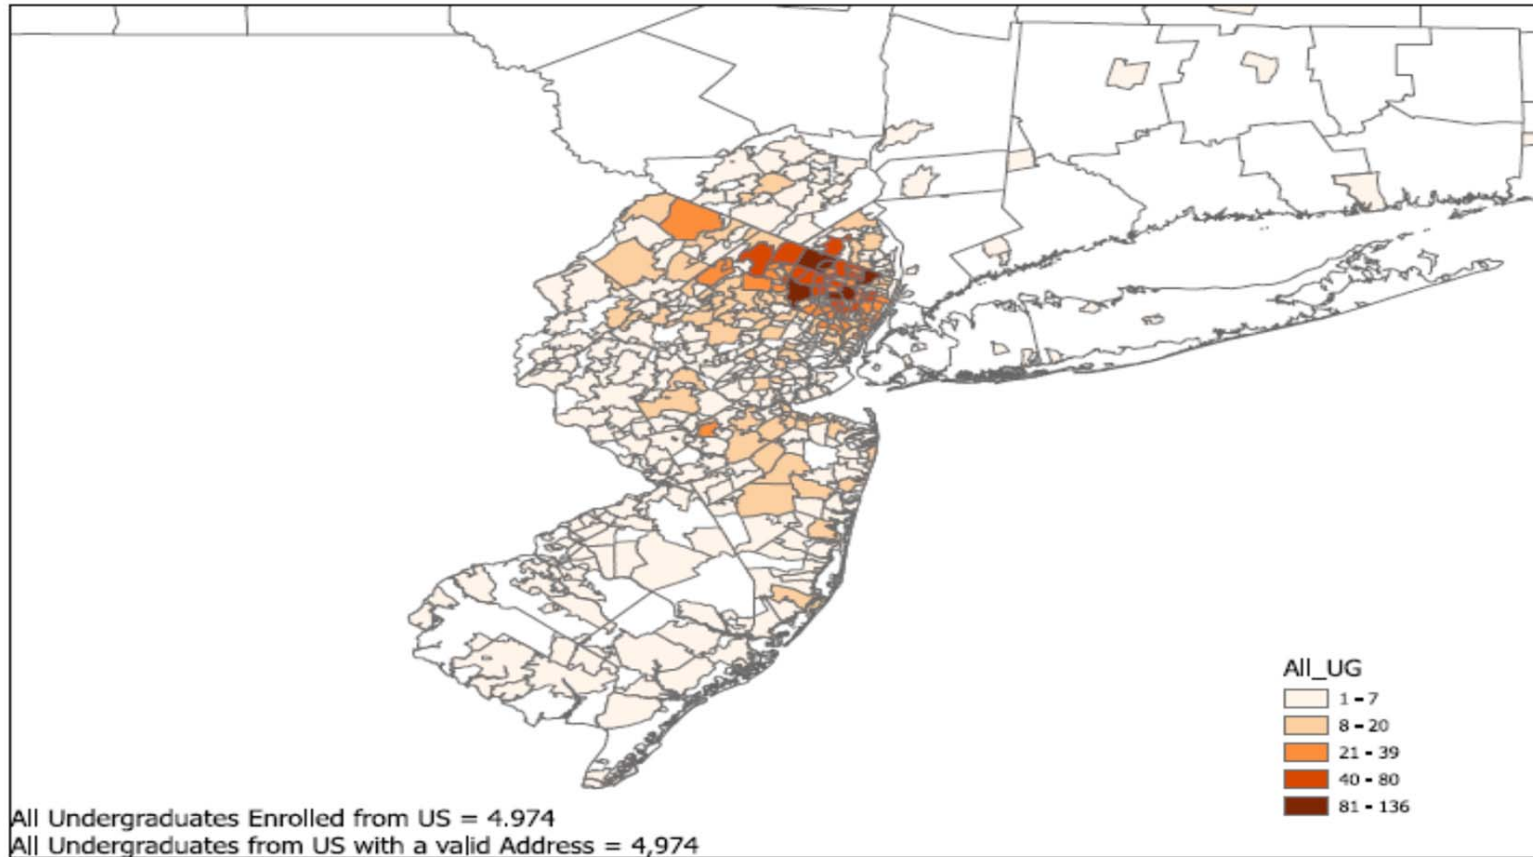 All_UG
1 - 7
8 - 20
21 - 39
40 - 80
81 - 136
All Undergraduates Enrolled from US = 4.974
All Undergraduates from US with a valid Address = 4,974